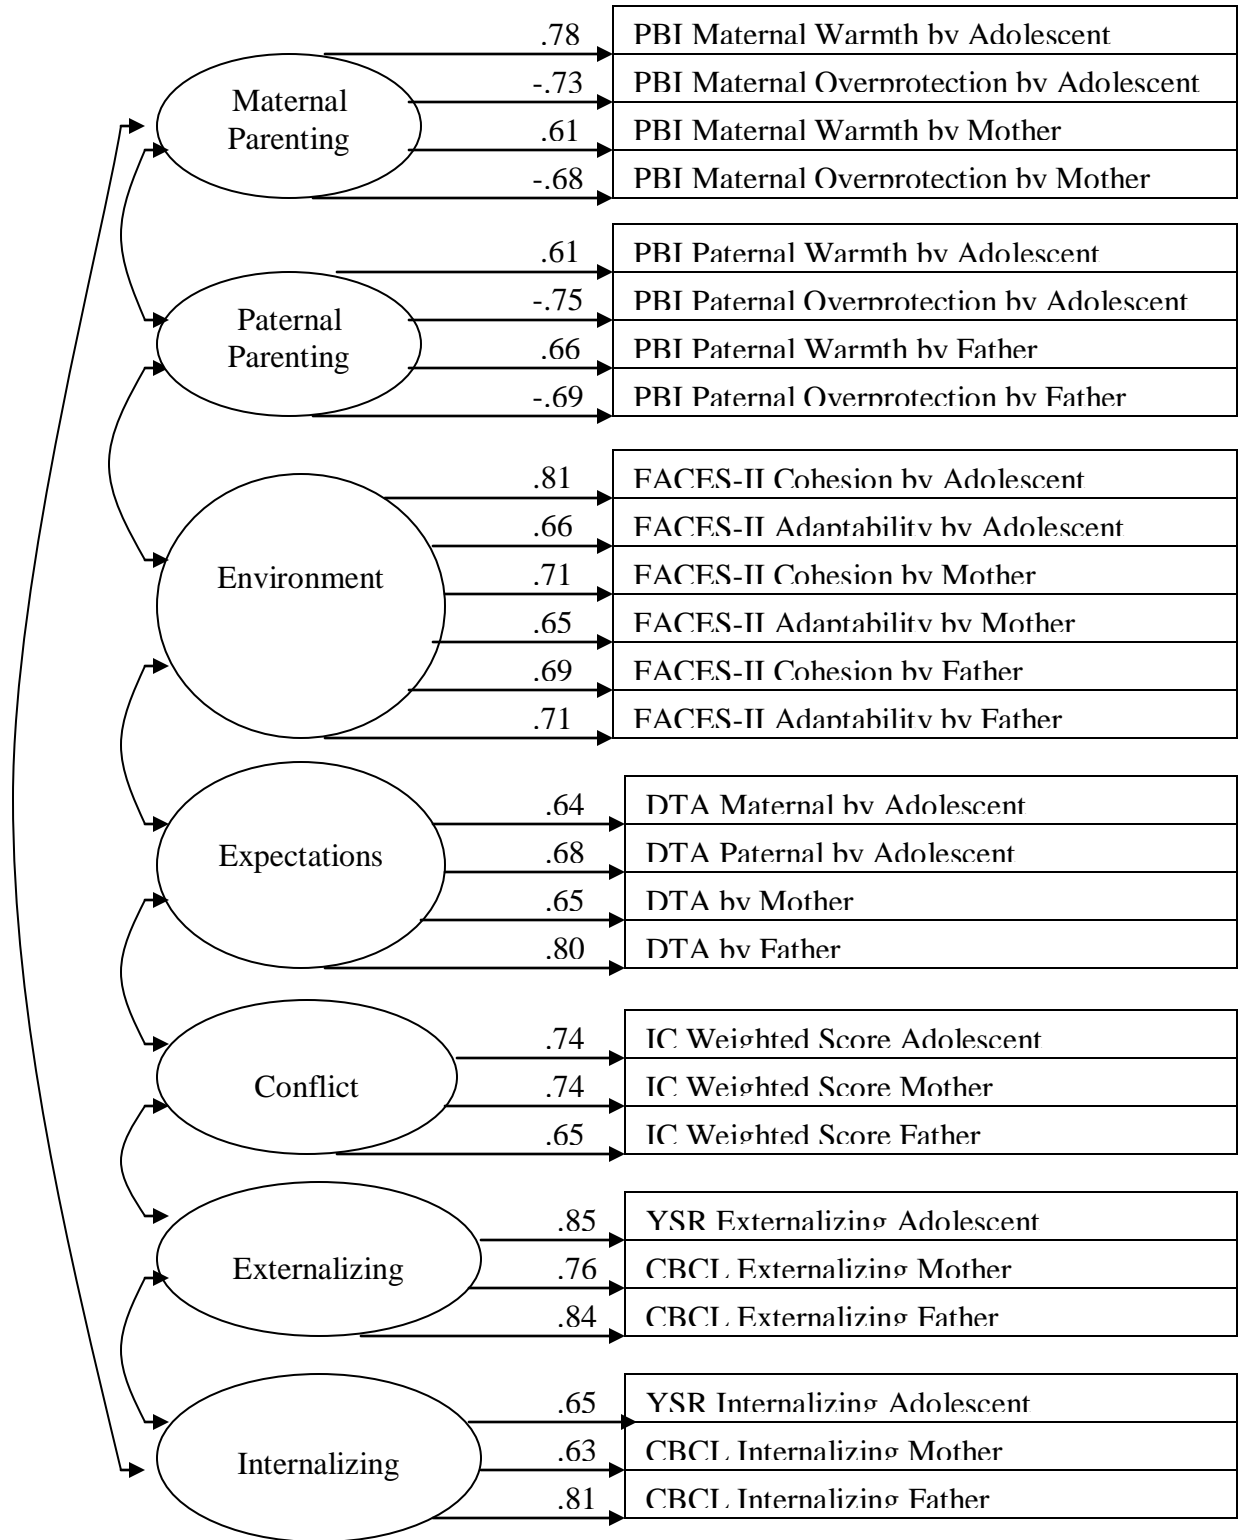 .78 PBI Maternal Warmth by Adolescent
-.73 PBI Maternal Overprotection by Adolescent
Maternal
Parenting
.61 PBI Maternal Warmth by Mother
-.68 PBI Maternal Overprotection by Mother
.61 PBI Paternal Warmth by Adolescent
-.75 PBI Paternal Overprotection by Adolescent
Paternal
Parenting
.66 PBI Paternal Warmth by Father
-.69 PBI Paternal Overprotection by Father
.81 FACES-II Cohesion by Adolescent
.66 FACES-II Adaptability by Adolescent
Environment
.71 FACES-II Cohesion by Mother
.65 FACES-II Adaptability by Mother
.69 FACES-II Cohesion by Father
.71 FACES-II Adaptability by Father
.64 DTA Maternal by Adolescent
Expectations
.68 DTA Paternal by Adolescent
.65 DTA by Mother
.80 DTA by Father
.74 IC Weighted Score Adolescent
Conflict
.74 IC Weighted Score Mother
.65 IC Weighted Score Father
.85 YSR Externalizing Adolescent
Externalizing
.76 CBCL Externalizing Mother
.84 CBCL Externalizing Father
.65 YSR Internalizing Adolescent
Internalizing
.63 CBCL Internalizing Mother
.81 CBCL Internalizing Father